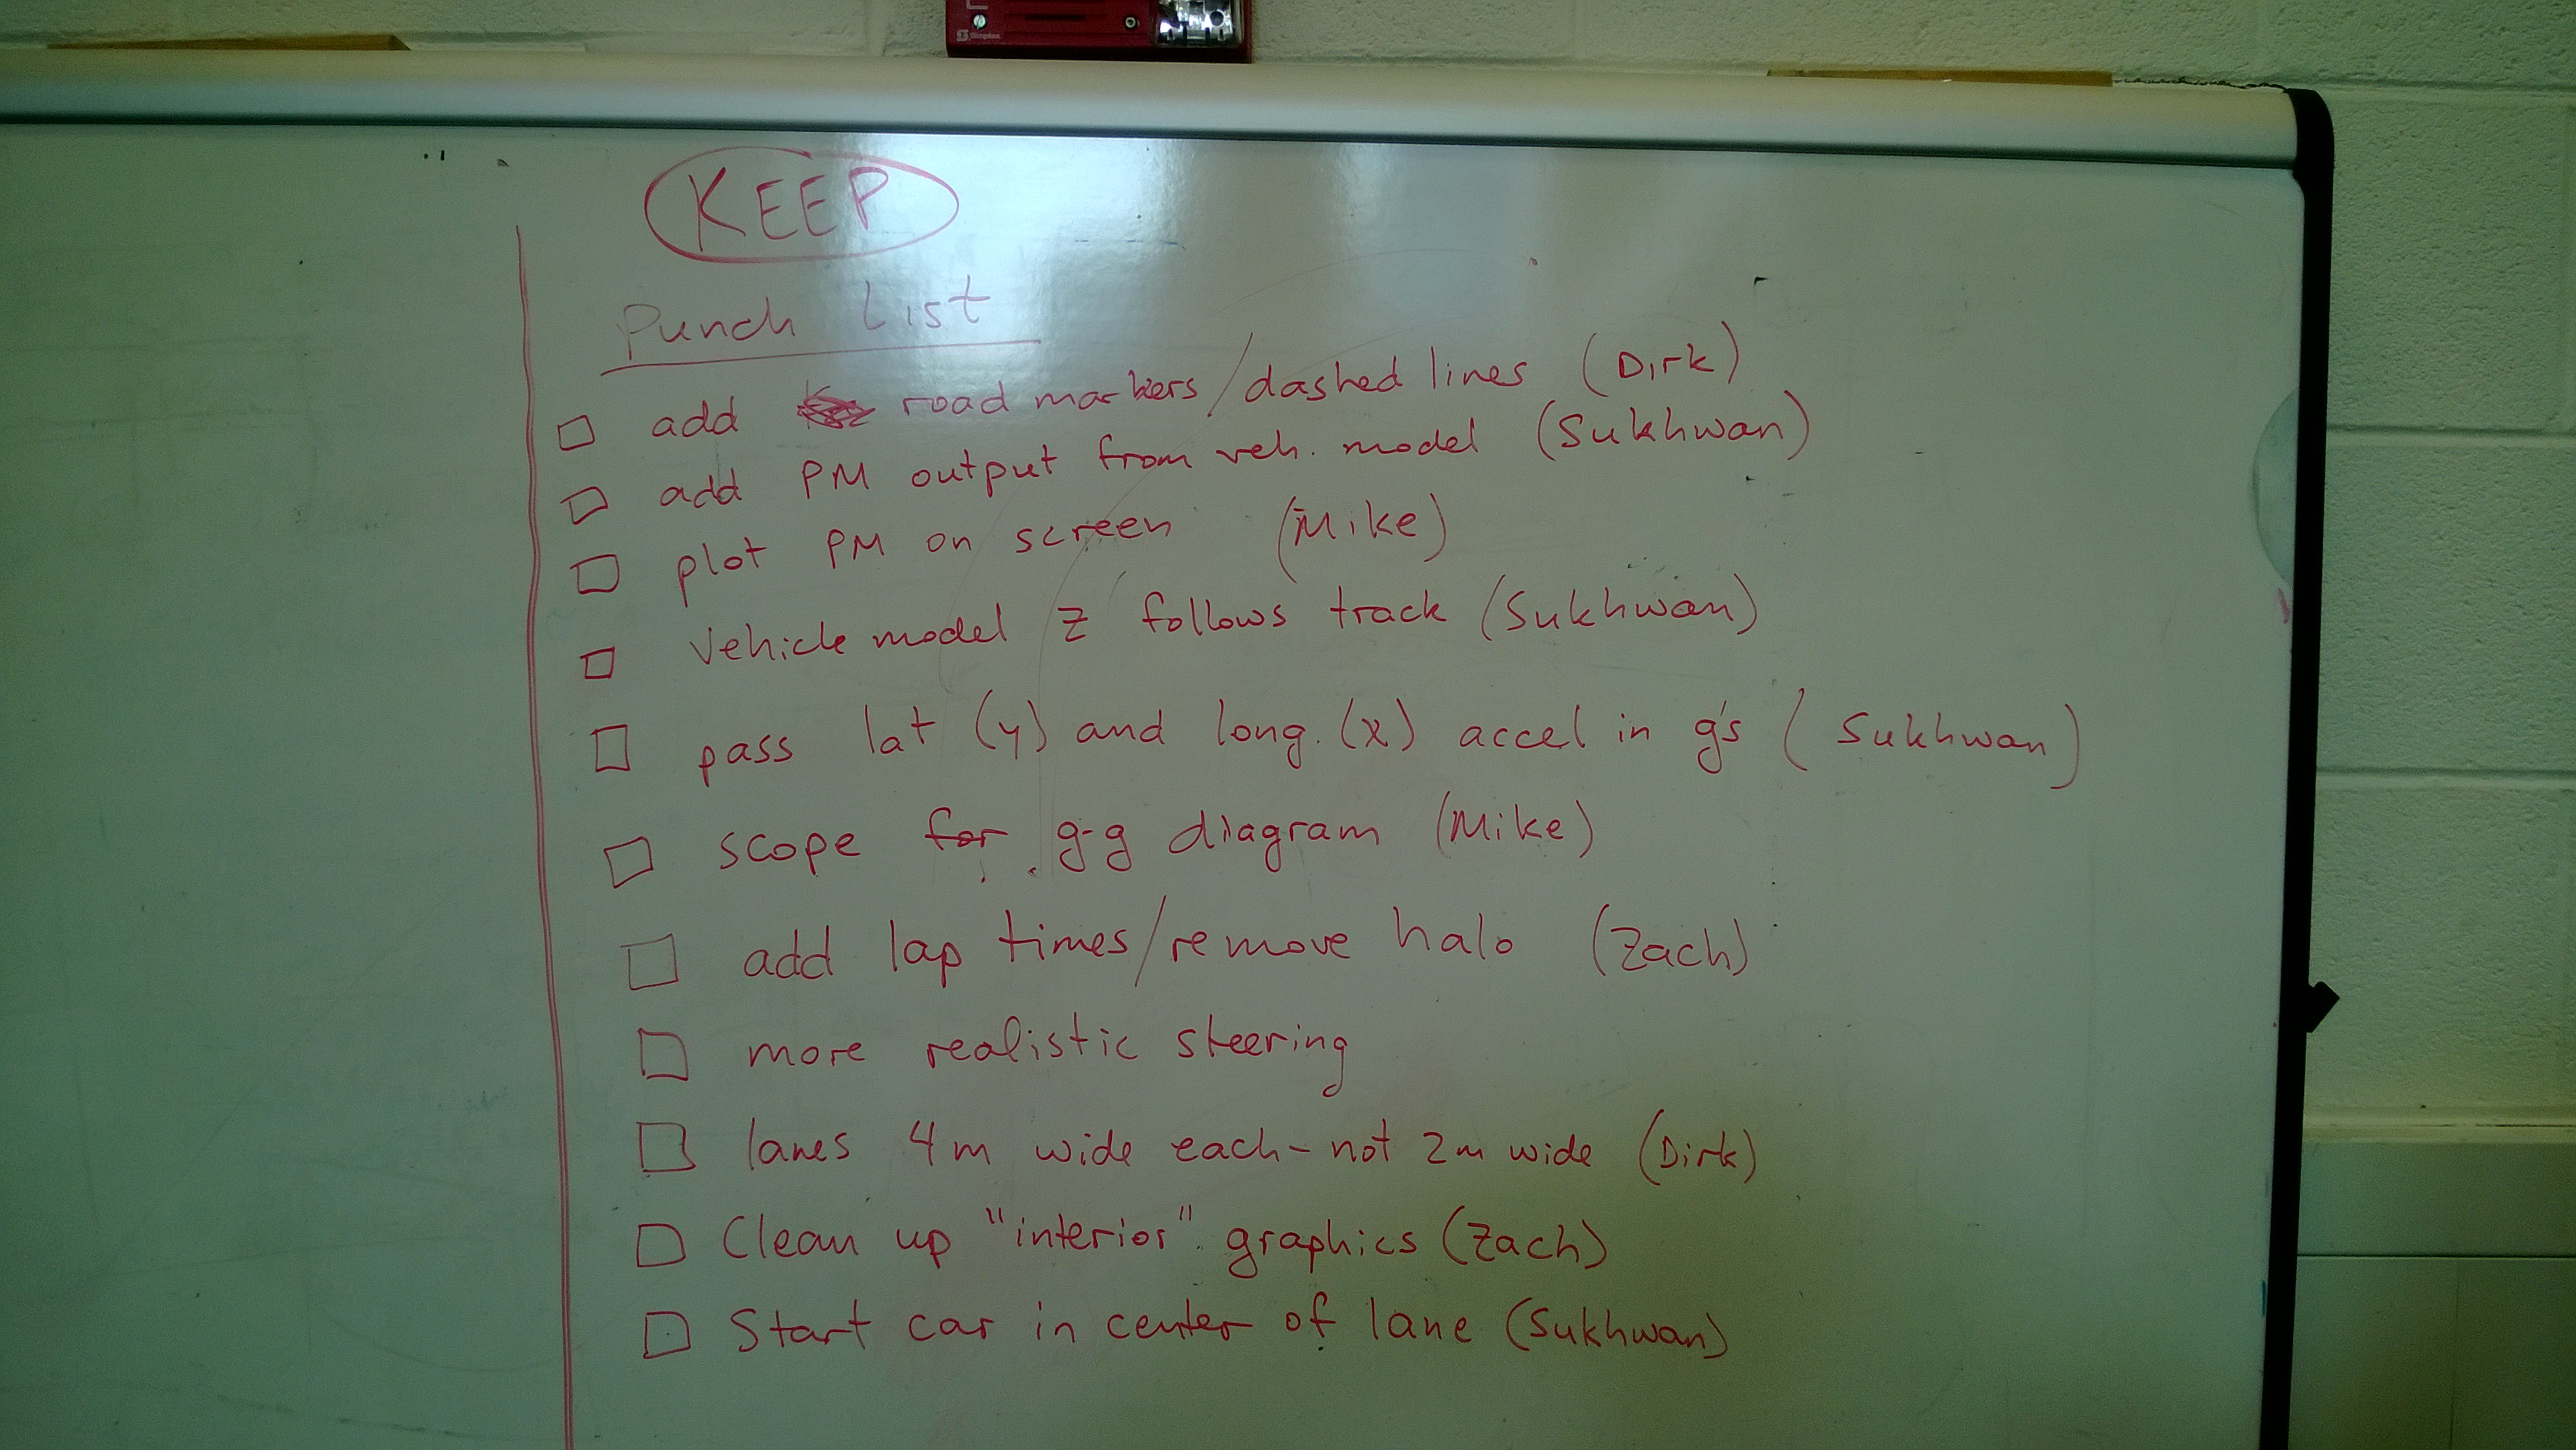 Simplex
KEEP
Punch List
☐ add road markers/dashed lines (Dirk)
☐ add PM output from veh. model (Sukhwan)
☐ plot PM on screen (Mike)
☐ Vehicle model z follows track (Sukhwan)
☐ pass lat (y) and long. (x) accel in g's (Sukhwan)
☐ scope for g-g diagram (Mike)
☐ add lap times/remove halo (Zach)
☐ more realistic steering
☐ lanes 4m wide each - not 2m wide (Dirk)
☐ Clean up "interior" graphics (Zach)
☐ Start car in center of lane (Sukhwan)